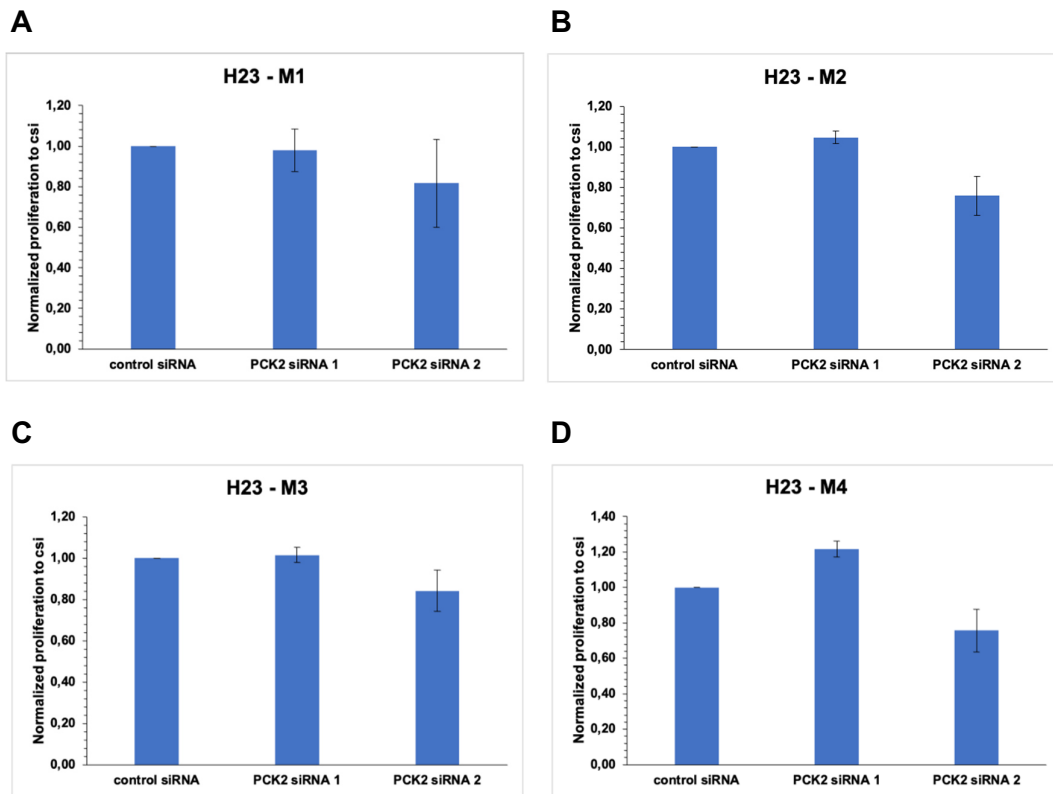 A
H23 - M1
Normalized proliferation to csi
1,20
1,00
0,80
0,60
0,40
0,20
0,00
control siRNA PCK2 siRNA 1 PCK2 siRNA 2
B
H23 - M2
Normalized proliferation to csi
1,20
1,00
0,80
0,60
0,40
0,20
0,00
control siRNA PCK2 siRNA 1 PCK2 siRNA 2
C
H23 - M3
Normalized proliferation to csi
1,20
1,00
0,80
0,60
0,40
0,20
0,00
control siRNA PCK2 siRNA 1 PCK2 siRNA 2
D
H23 - M4
Normalized proliferation to csi
1,40
1,20
1,00
0,80
0,60
0,40
0,20
0,00
control siRNA PCK2 siRNA 1 PCK2 siRNA 2